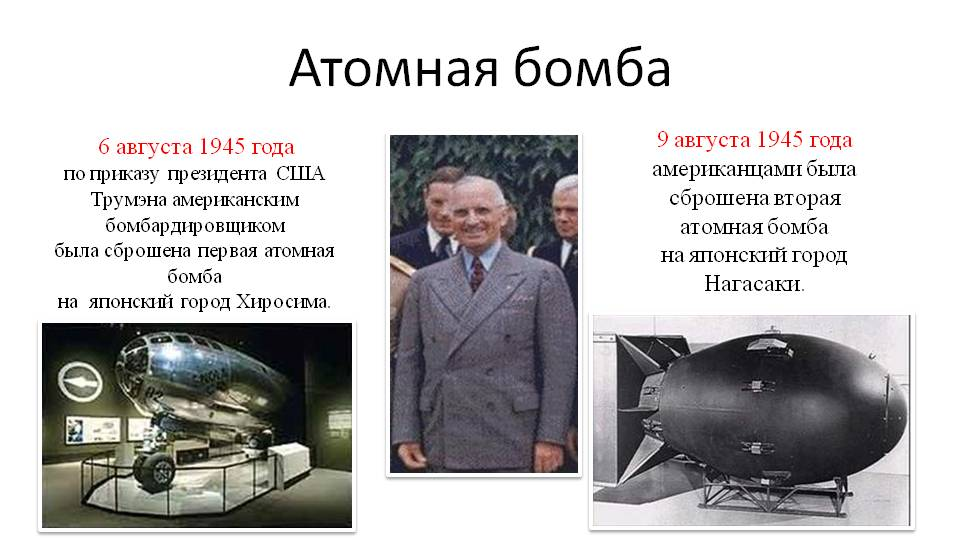 Атомная бомба
6 августа 1945 года
по приказу президента США
Трумэна американским
бомбардировщиком
была сброшена первая атомная
бомба
на японский город Хиросима.
9 августа 1945 года
американцами была
сброшена вторая
атомная бомба
на японский город
Нагасаки.